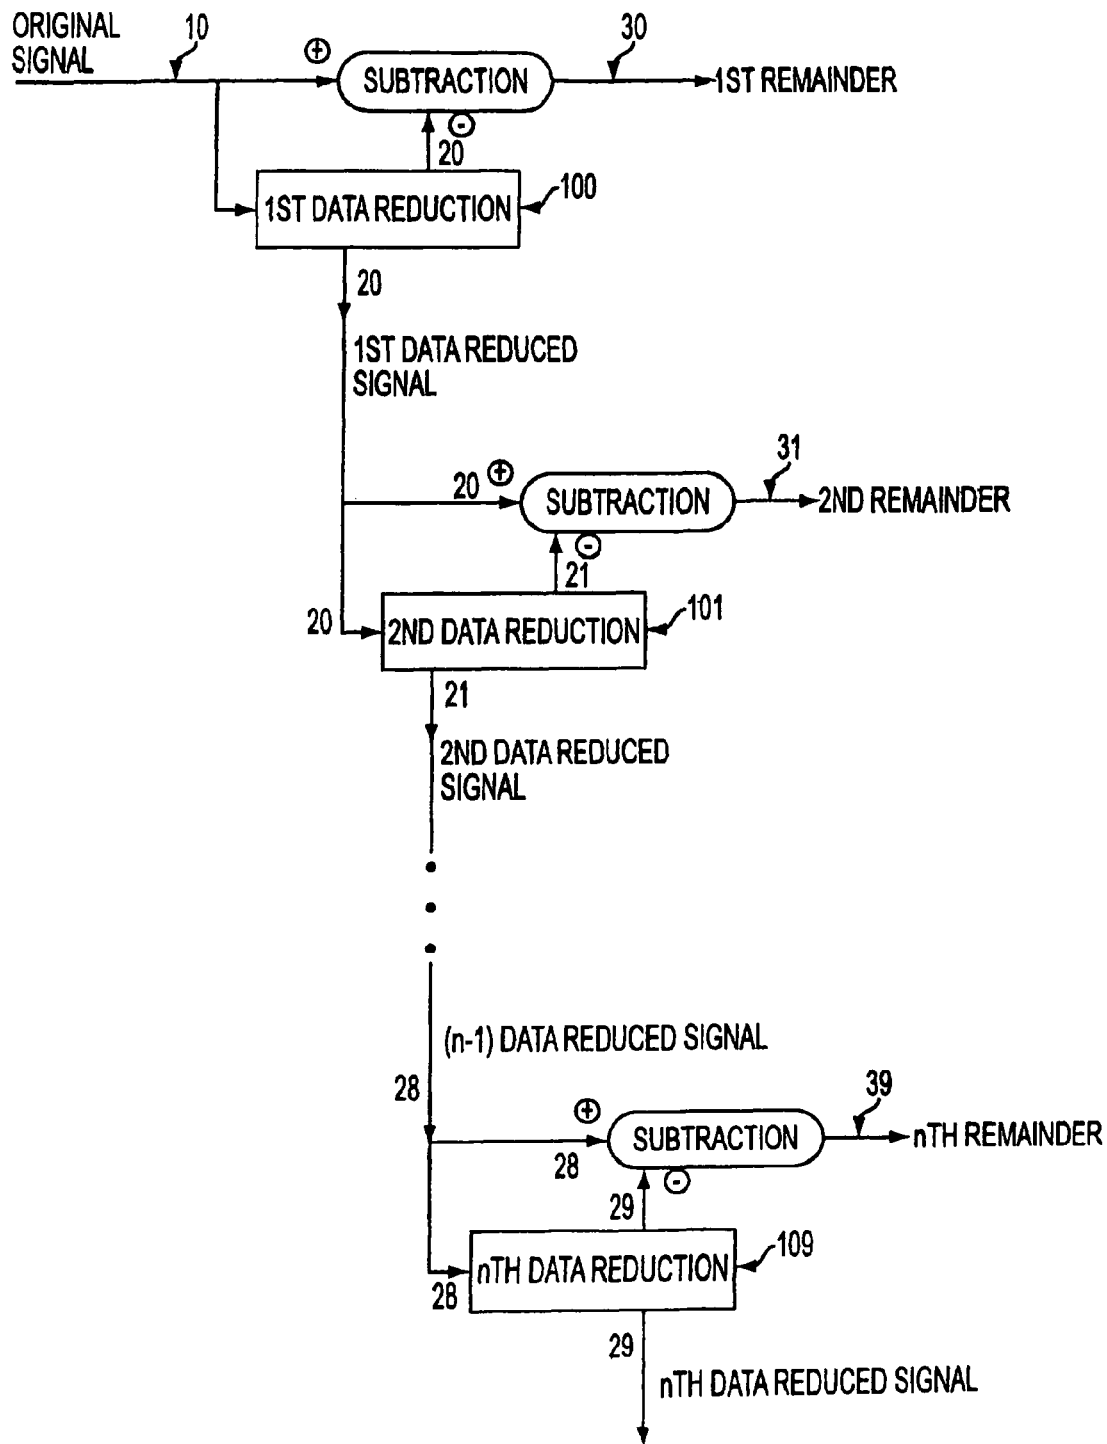 ORIGINAL
SIGNAL
10
+
SUBTRACTION
30
1ST REMAINDER
-
20
1ST DATA REDUCTION
100
20
1ST DATA REDUCED
SIGNAL
20
+
SUBTRACTION
31
2ND REMAINDER
-
21
20
2ND DATA REDUCTION
101
21
2ND DATA REDUCED
SIGNAL
(n-1) DATA REDUCED SIGNAL
28
+
28
SUBTRACTION
39
nTH REMAINDER
-
29
28
nTH DATA REDUCTION
109
29
nTH DATA REDUCED SIGNAL